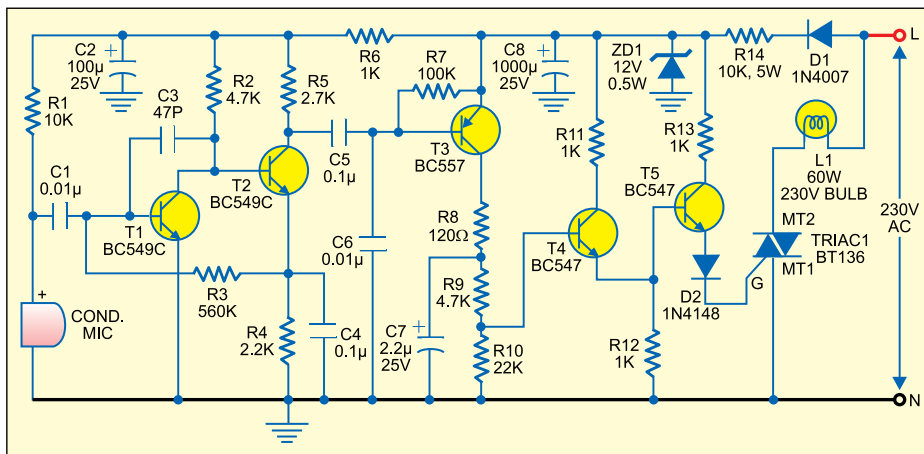 C2
100µ
25V
R1
10K
C3
47P
R2
4.7K
R5
2.7K
R6
1K
R7
100K
C8
1000µ
25V
ZD1
12V
0.5W
R14
10K, 5W
D1
1N4007
L
C1
0.01µ
T1
BC549C
T2
BC549C
C5
0.1µ
T3
BC557
R11
1K
R13
1K
L1
60W
230V BULB
230V
AC
C6
0.01µ
R8
120Ω
T4
BC547
T5
BC547
MT2
TRIAC1
BT136
MT1
G
+
COND.
MIC
R3
560K
R4
2.2K
C4
0.1µ
+
C7
2.2µ
25V
R9
4.7K
R10
22K
R12
1K
D2
1N4148
N
+
+